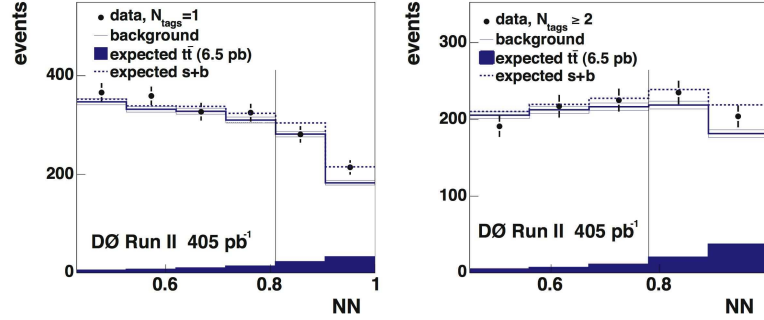 events
data, N_tags=1
background
expected tt̄ (6.5 pb)
expected s+b
400
200
0
DØ Run II 405 pb⁻¹
0.6
0.8
1
NN
events
data, N_tags ≥ 2
background
expected tt̄ (6.5 pb)
expected s+b
300
200
100
0
DØ Run II 405 pb⁻¹
0.6
0.8
NN